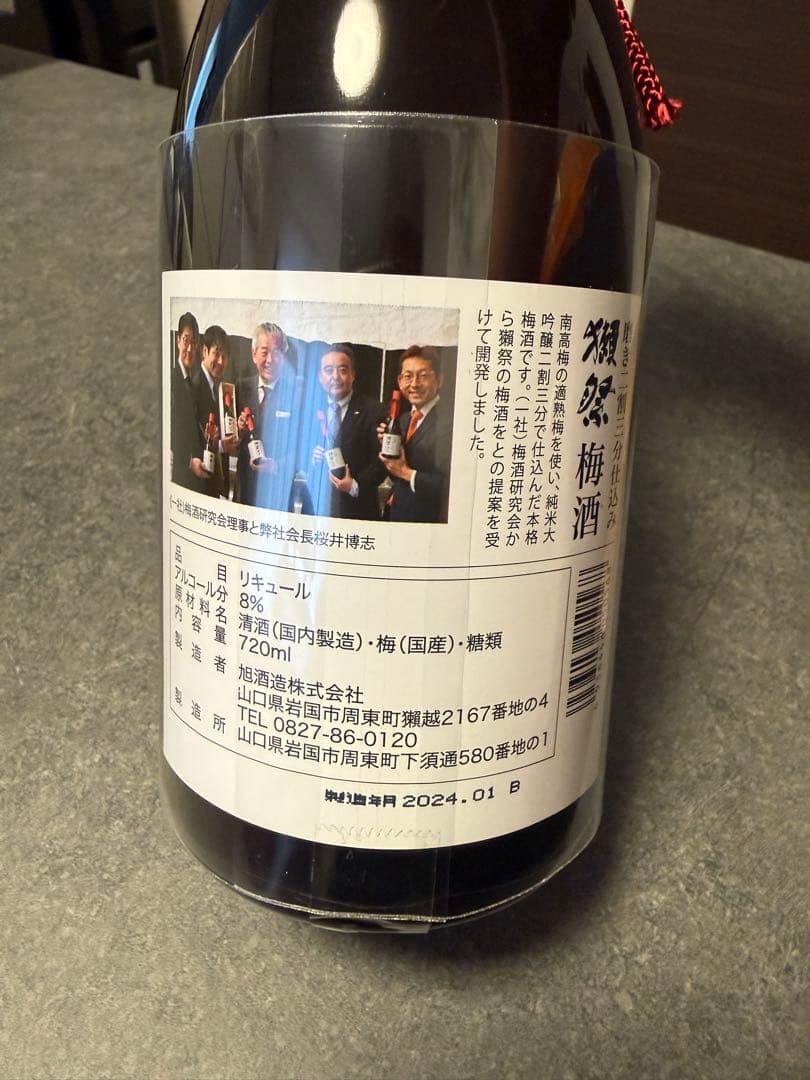 磨き二割三分仕込み
獺祭 梅酒
南高梅の適熟梅を使い、純米大
吟醸二割三分で仕込んだ本格
梅酒です。(一社)梅酒研究会か
ら獺祭の梅酒をとの提案を受
けて開発しました。
(一社)梅酒研究会理事と弊社会長桜井博志
品目 リキュール
アルコール分 8%
原材料名 清酒(国内製造)・梅(国産)・糖類
内容量 720ml
製造者 旭酒造株式会社
山口県岩国市周東町獺越2167番地の4
TEL 0827-86-0120
製造所 山口県岩国市周東町下須通580番地の1
製造年月 2024.01 B